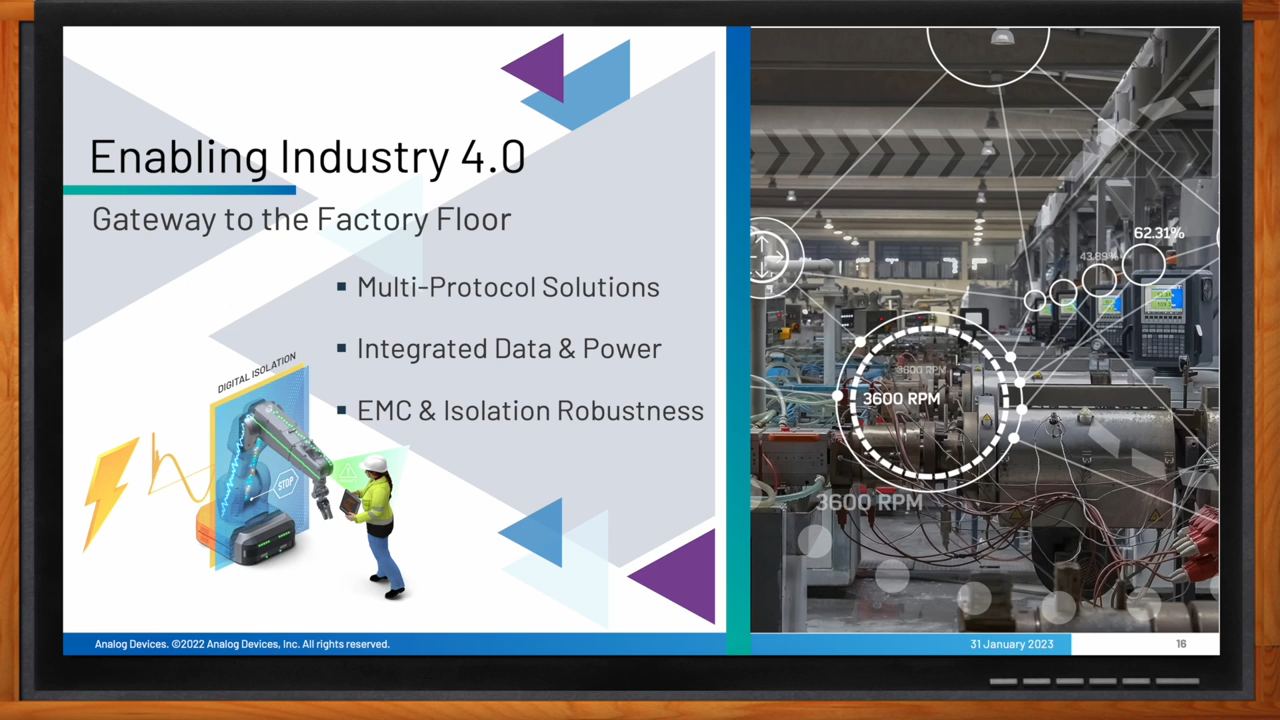 Enabling Industry 4.0
Gateway to the Factory Floor
Multi-Protocol Solutions
Integrated Data & Power
EMC & Isolation Robustness
DIGITAL ISOLATION
STOP
62.31%
43.89%
3600 RPM
3600 RPM
3600 RPM
Analog Devices. ©2022 Analog Devices, Inc. All rights reserved.
31 January 2023
16